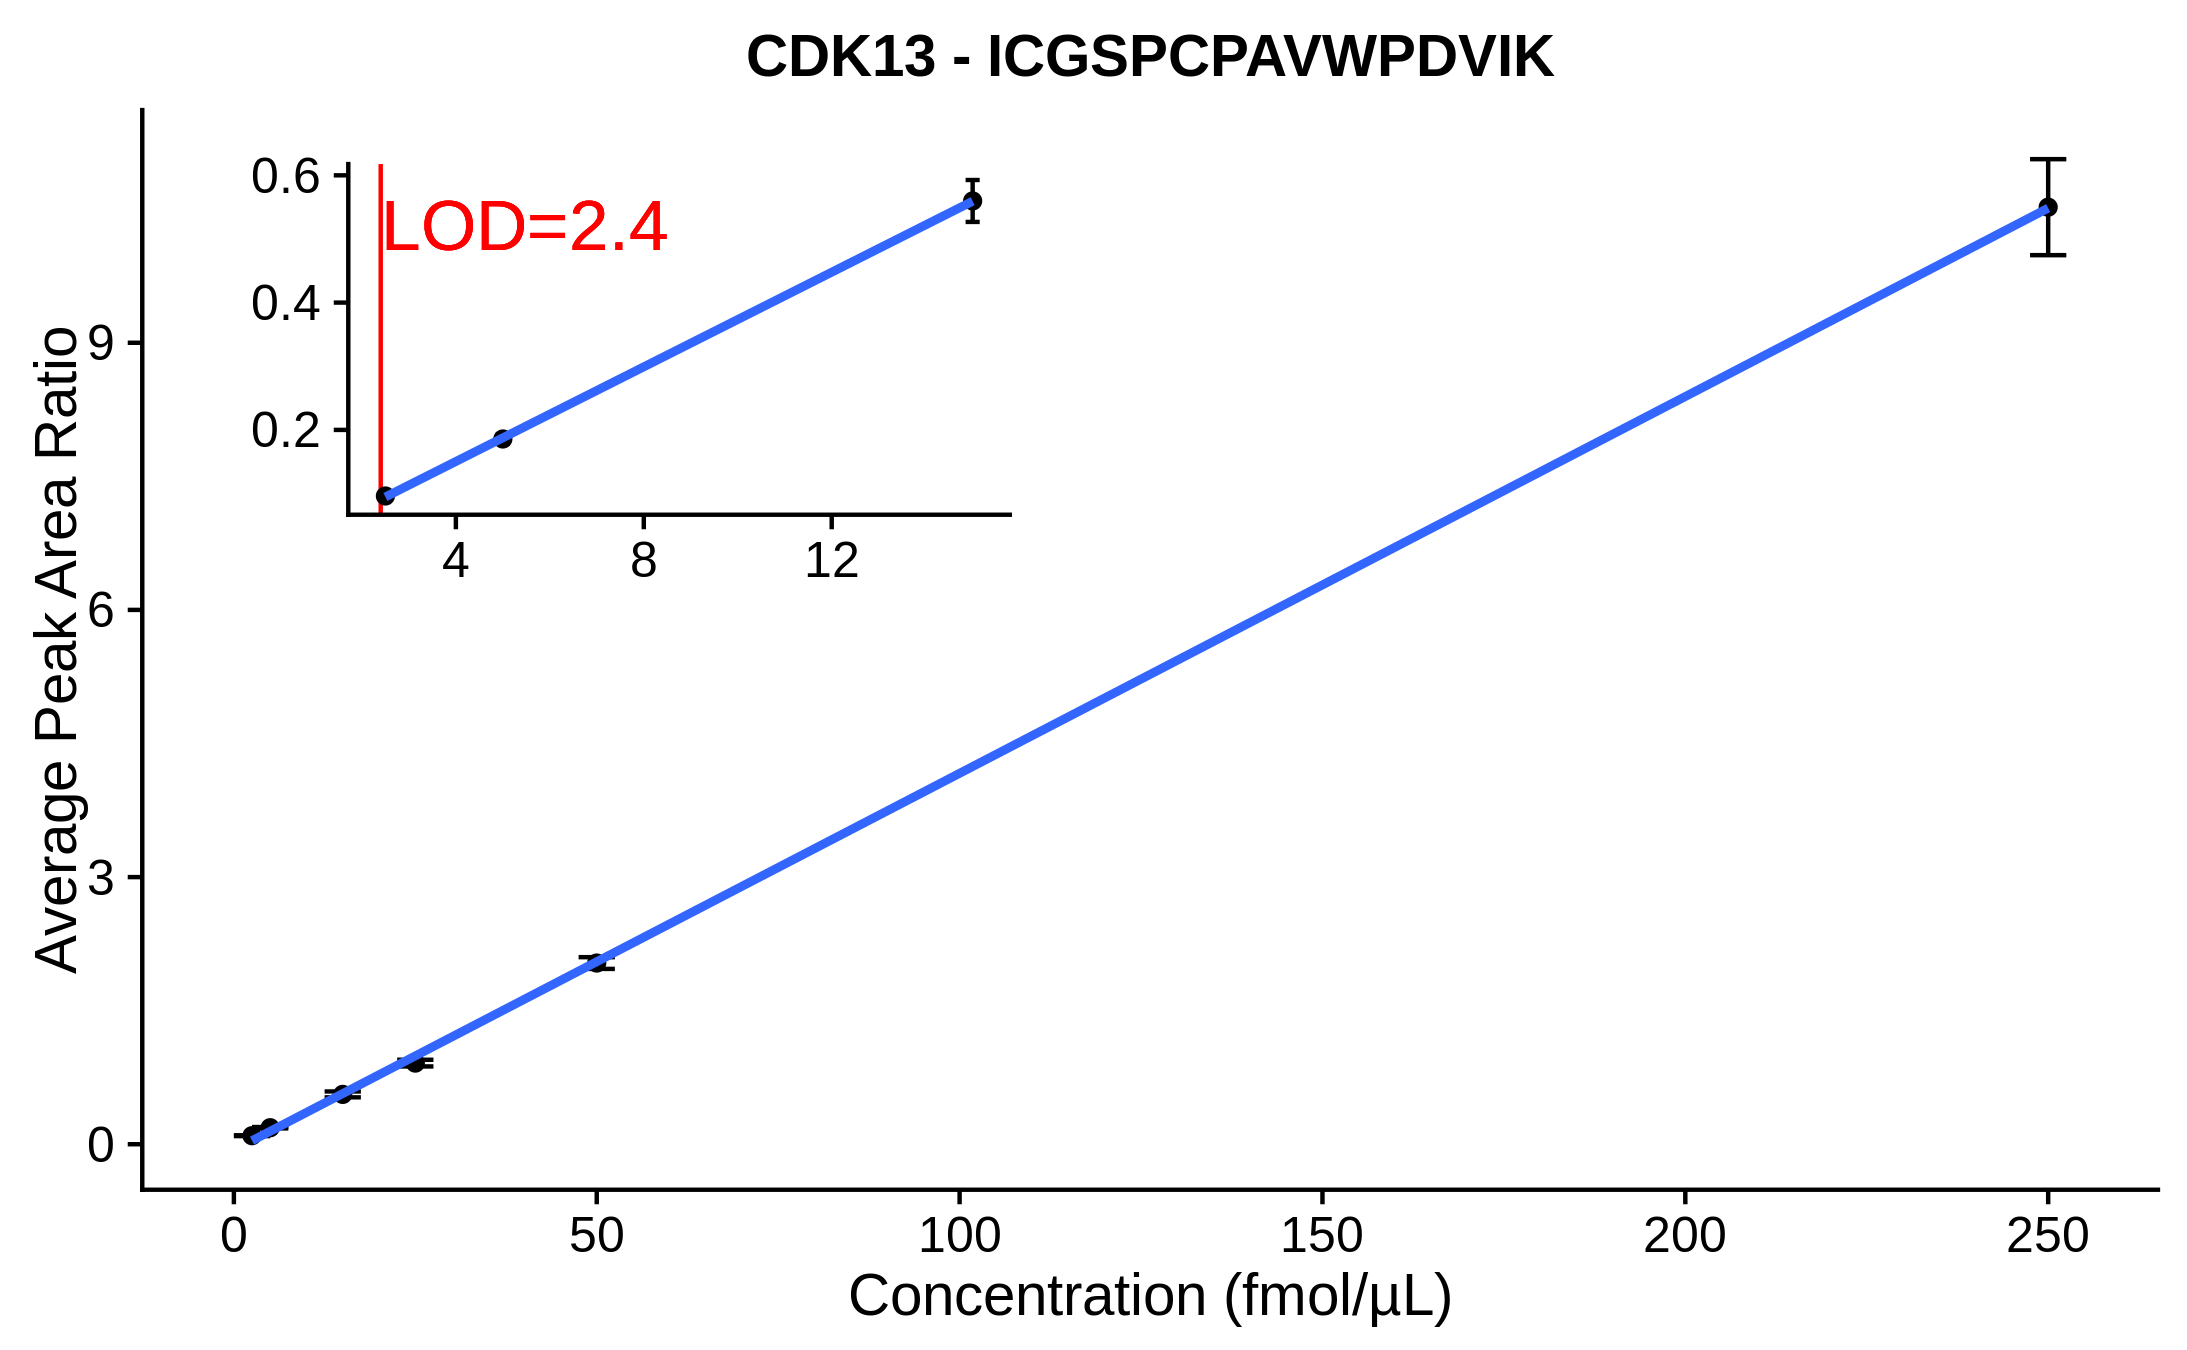 CDK13 - ICGSPCPAVWPDVIK
Average Peak Area Ratio
9
6
3
0
0.6
0.4
0.2
LOD=2.4
4 8 12
0 50 100 150 200 250
Concentration (fmol/µL)